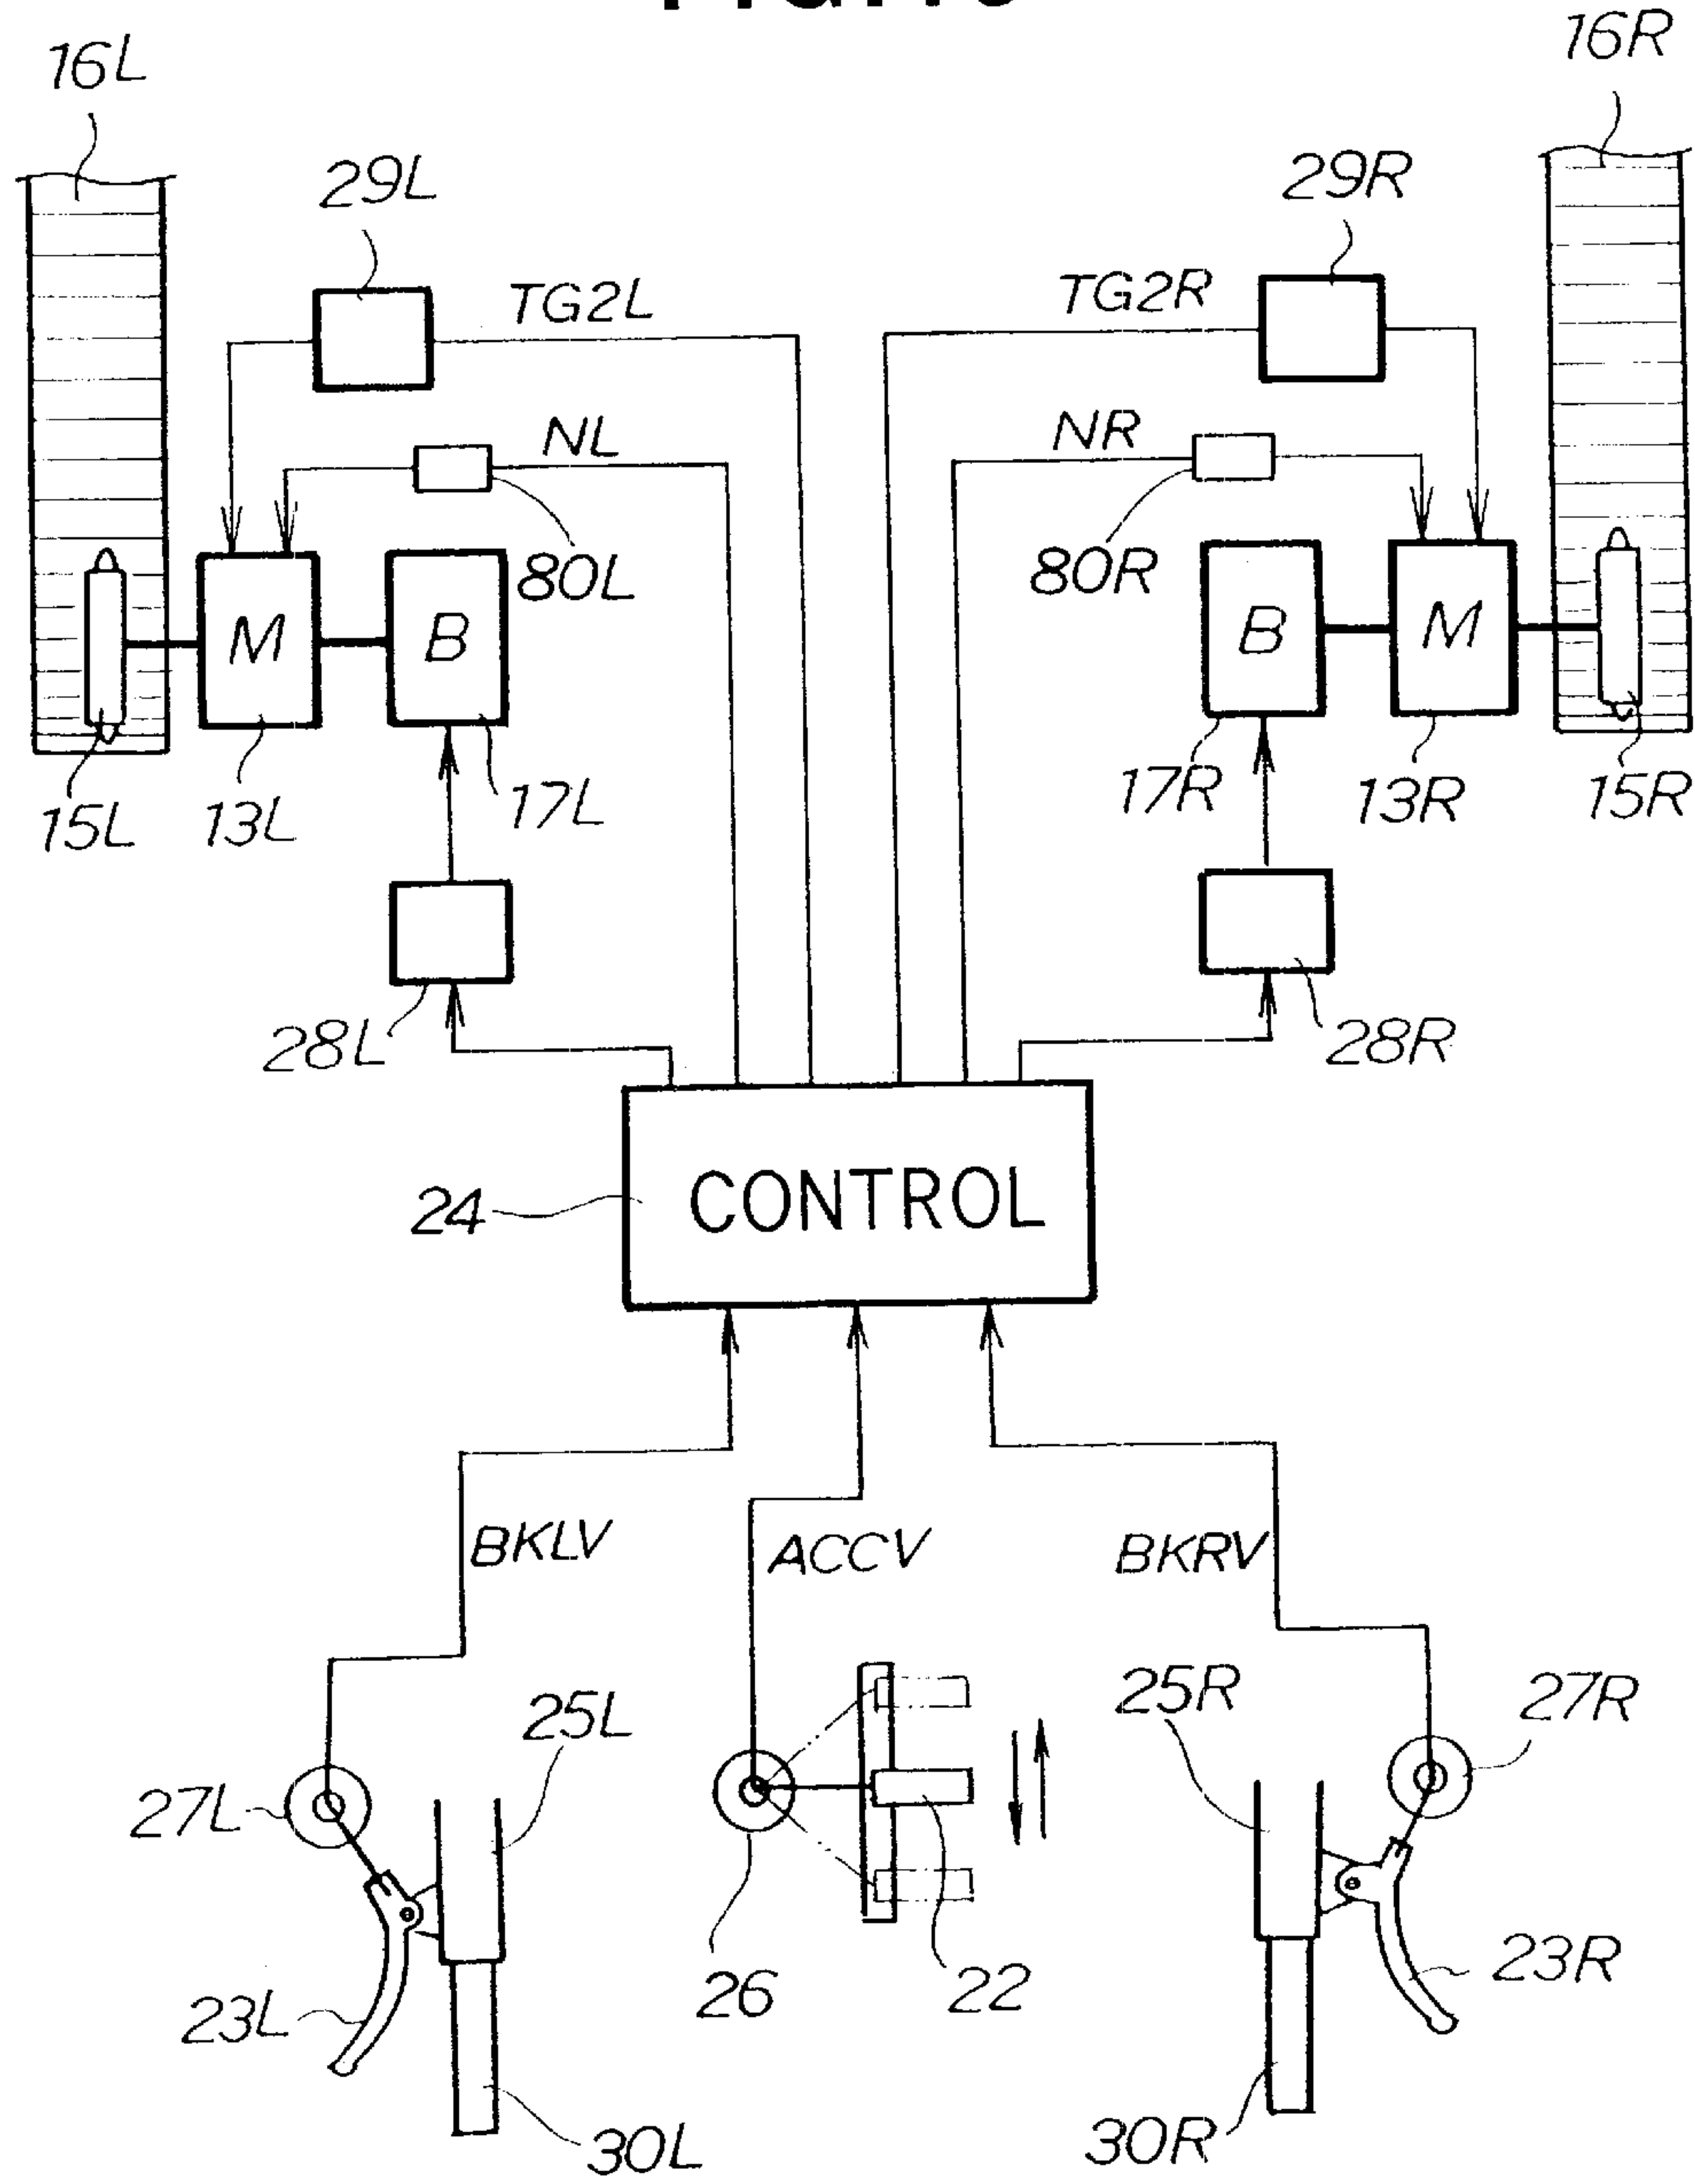 16L
16R
29L
29R
TG2L
TG2R
NL
NR
80L
80R
M
B
B
M
15L
13L
17L
17R
13R
15R
28L
28R
24
CONTROL
BKLV
ACCV
BKRV
25L
25R
27R
27L
26
22
23L
23R
30L
30R